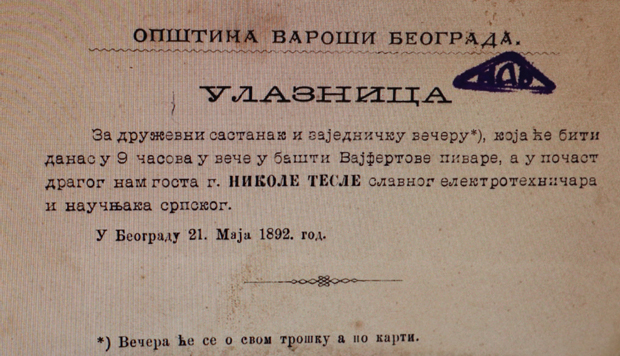 ОПШТИНА ВАРОШИ БЕОГРАДА.
УЛАЗНИЦА
За дружевни састанак и заједничку вечеру*), која ће бити
данас у 9 часова у вече у башти Вајфертове пиваре, а у почаст
драгог нам госта г. НИКОЛЕ ТЕСЛЕ славног електротехничара
и научњака српског.
У Београду 21. Маја 1892. год.
*) Вечера ће се о свом трошку а по карти.